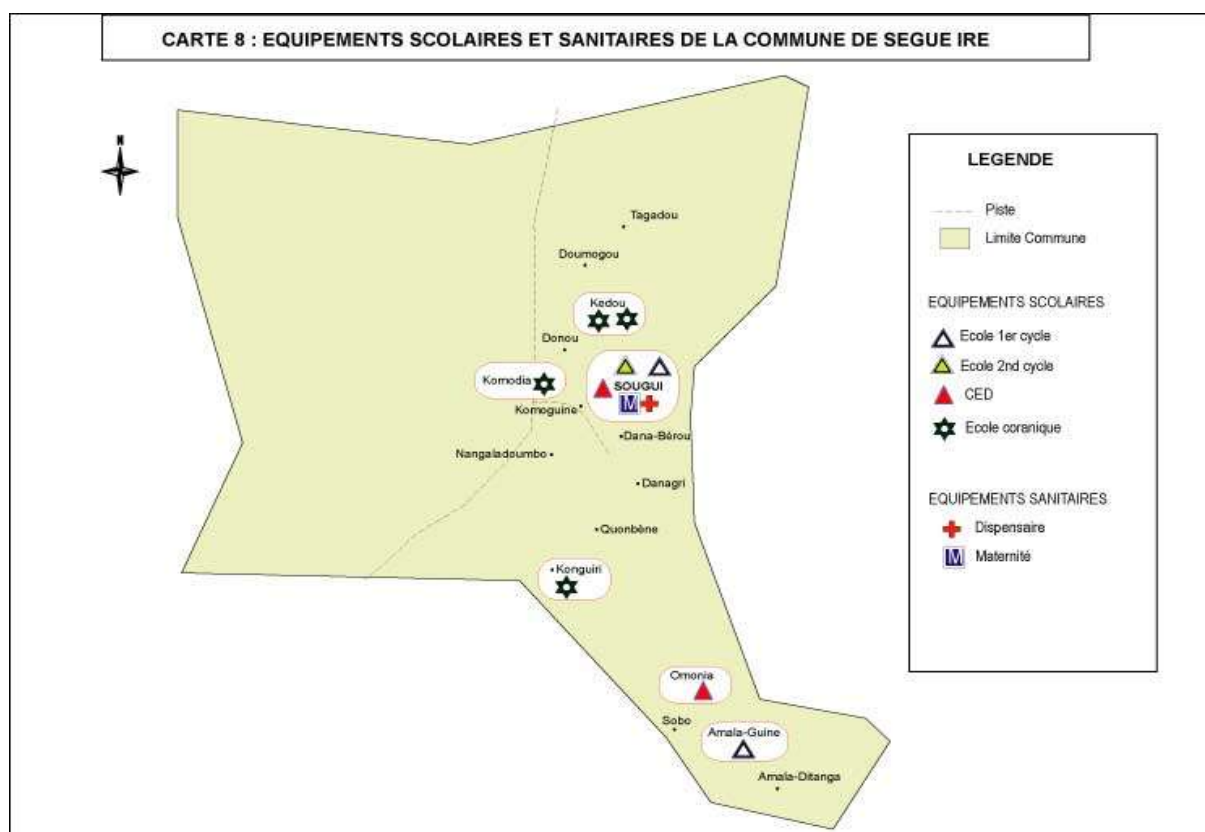 CARTE 8 : EQUIPEMENTS SCOLAIRES ET SANITAIRES DE LA COMMUNE DE SEGUE IRE
N
Tagadou
Doumogou
Kedou
Donou
Komodia
SOUGUI
M
Komoguine
Dana-Bérou
Nangaladoumbo
Danagri
Quonbène
Konguiri
Omonia
Sobo
Amala-Guine
Amala-Ditanga
LEGENDE
Piste
Limite Commune
EQUIPEMENTS SCOLAIRES
Ecole 1er cycle
Ecole 2nd cycle
CED
Ecole coranique
EQUIPEMENTS SANITAIRES
Dispensaire
M
Maternité